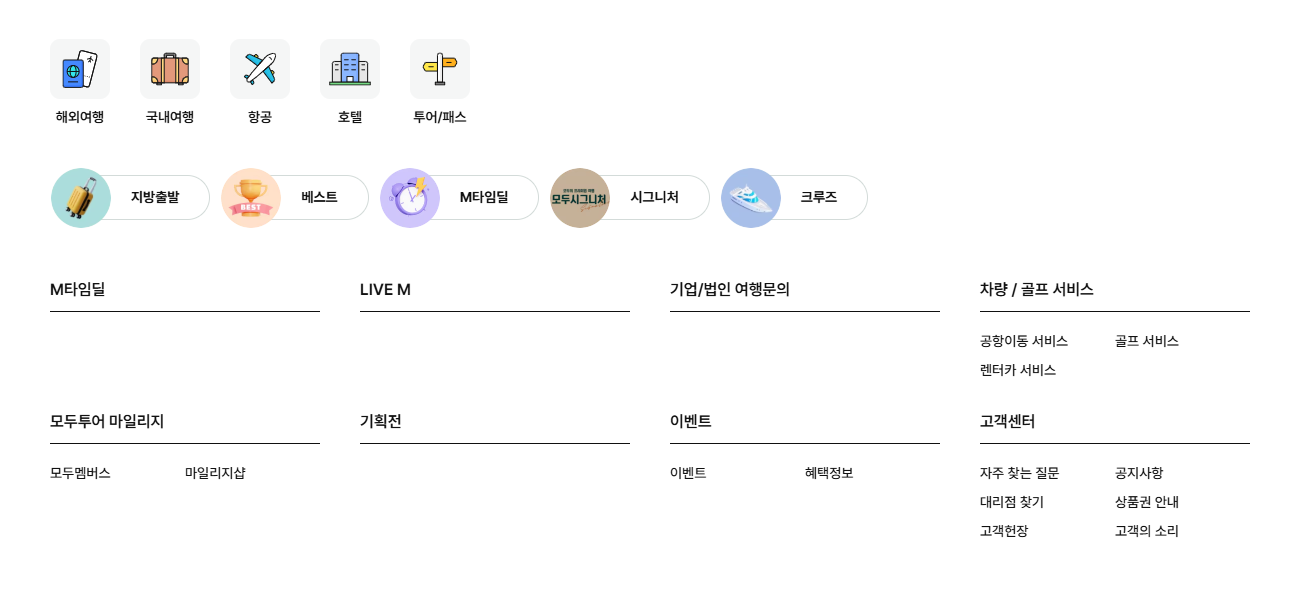 해외여행 국내여행 항공 호텔 투어/패스
지방출발 BEST 베스트 M타임딜 모두시그니처 시그니처 크루즈
M타임딜 LIVE M 기업/법인 여행문의 차량 / 골프 서비스
공항이동 서비스 골프 서비스
렌터카 서비스
모두투어 마일리지 기획전 이벤트 고객센터
모두멤버스 마일리지샵 이벤트 혜택정보 자주 찾는 질문 공지사항
대리점 찾기 상품권 안내
고객헌장 고객의 소리